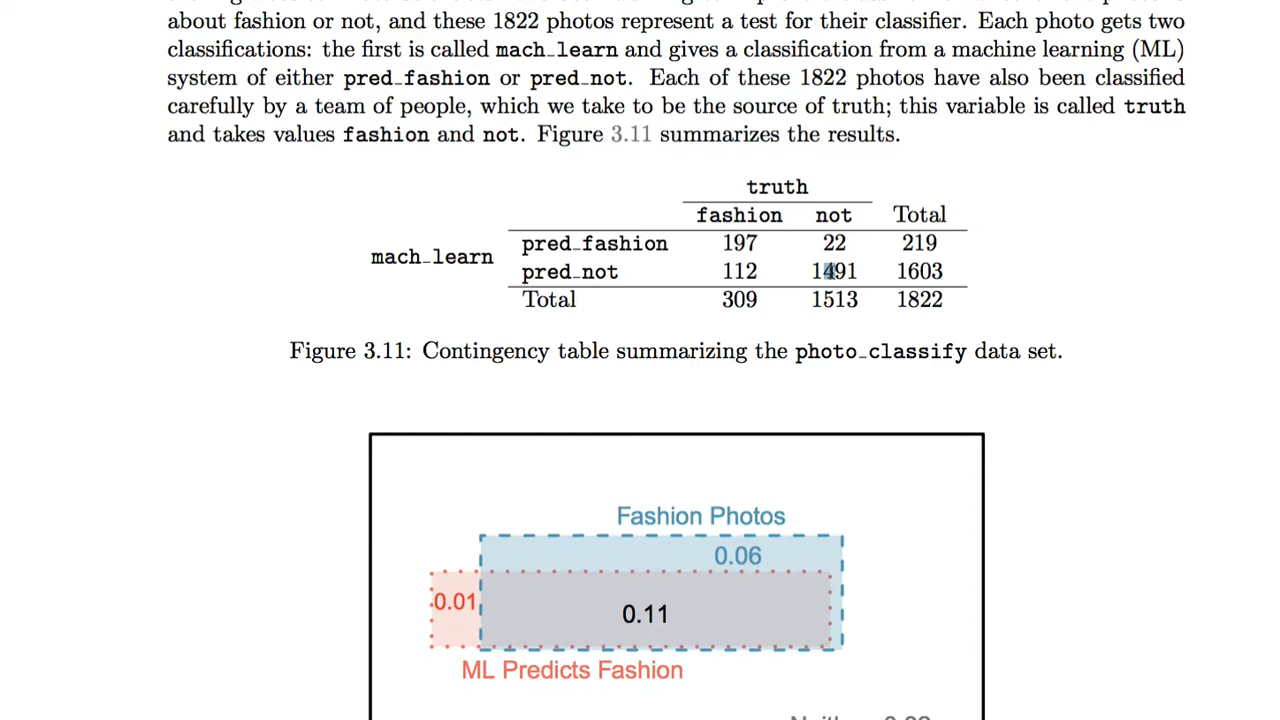 about fashion or not, and these 1822 photos represent a test for their classifier. Each photo gets two
classifications: the first is called mach_learn and gives a classification from a machine learning (ML)
system of either pred_fashion or pred_not. Each of these 1822 photos have also been classified
carefully by a team of people, which we take to be the source of truth; this variable is called truth
and takes values fashion and not. Figure 3.11 summarizes the results.
truth
fashion not Total
mach_learn
pred_fashion 197 22 219
pred_not 112 1491 1603
Total 309 1513 1822
Figure 3.11: Contingency table summarizing the photo_classify data set.
Fashion Photos
0.06
0.01
0.11
ML Predicts Fashion